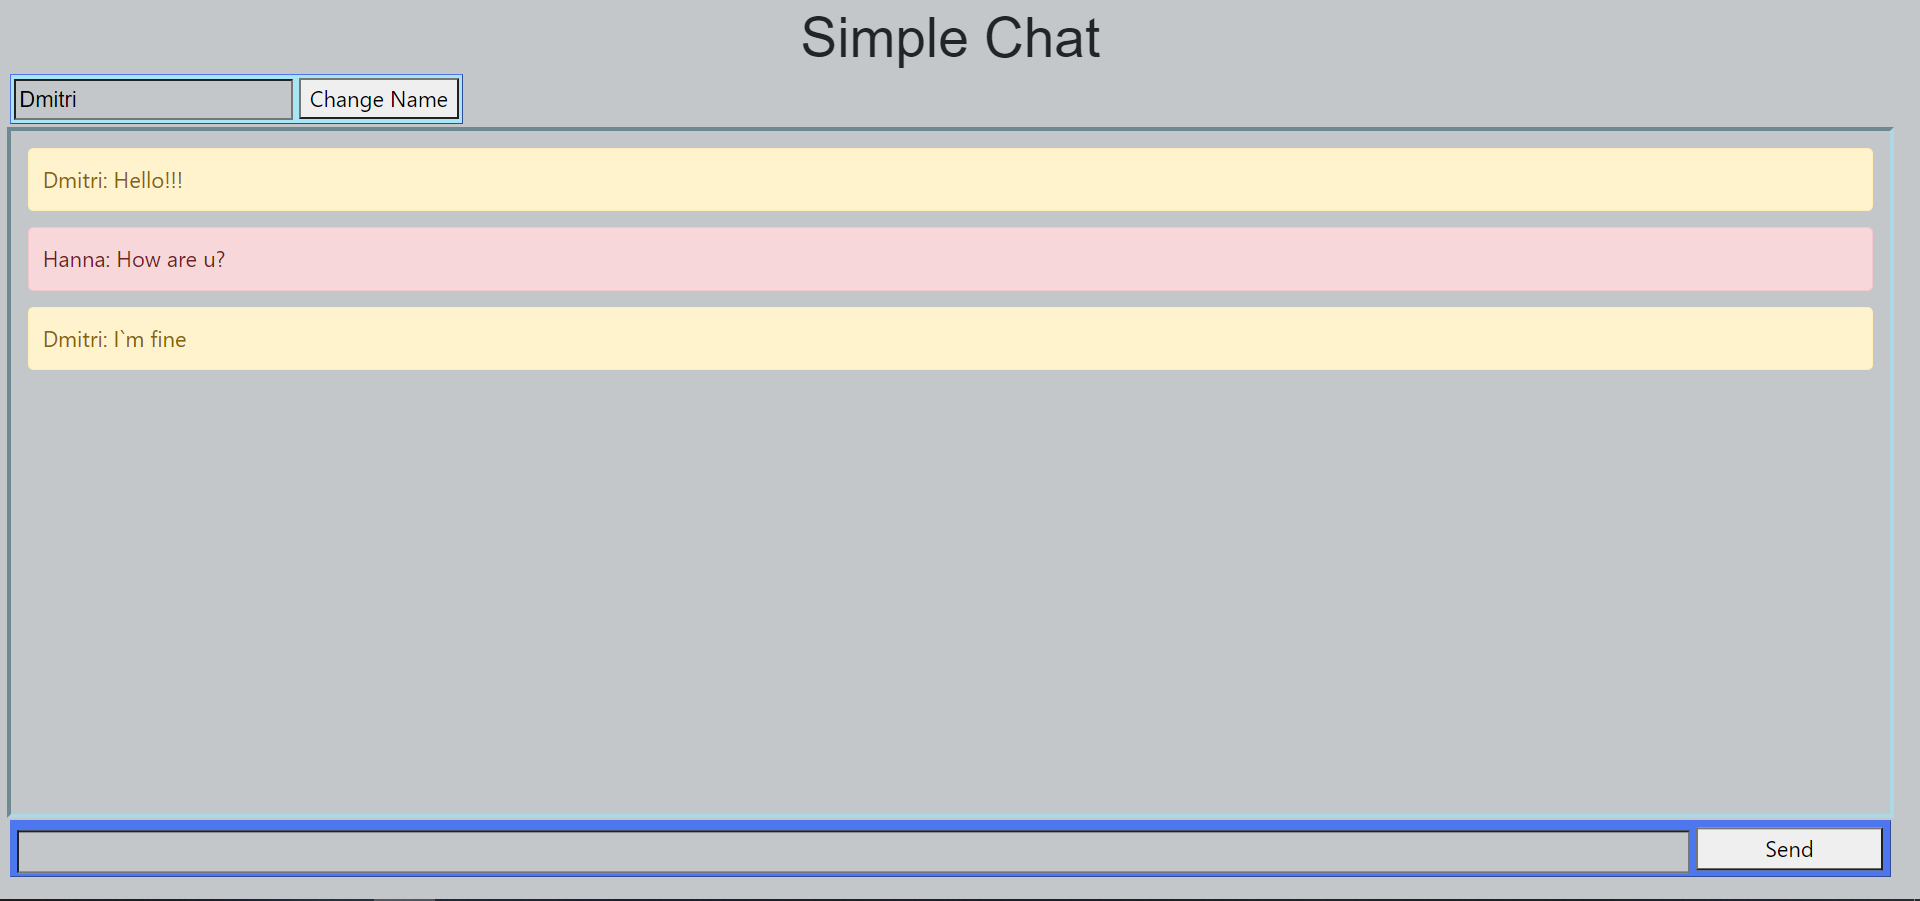 Simple Chat
Dmitri Change Name
Dmitri: Hello!!!
Hanna: How are u?
Dmitri: I`m fine
Send